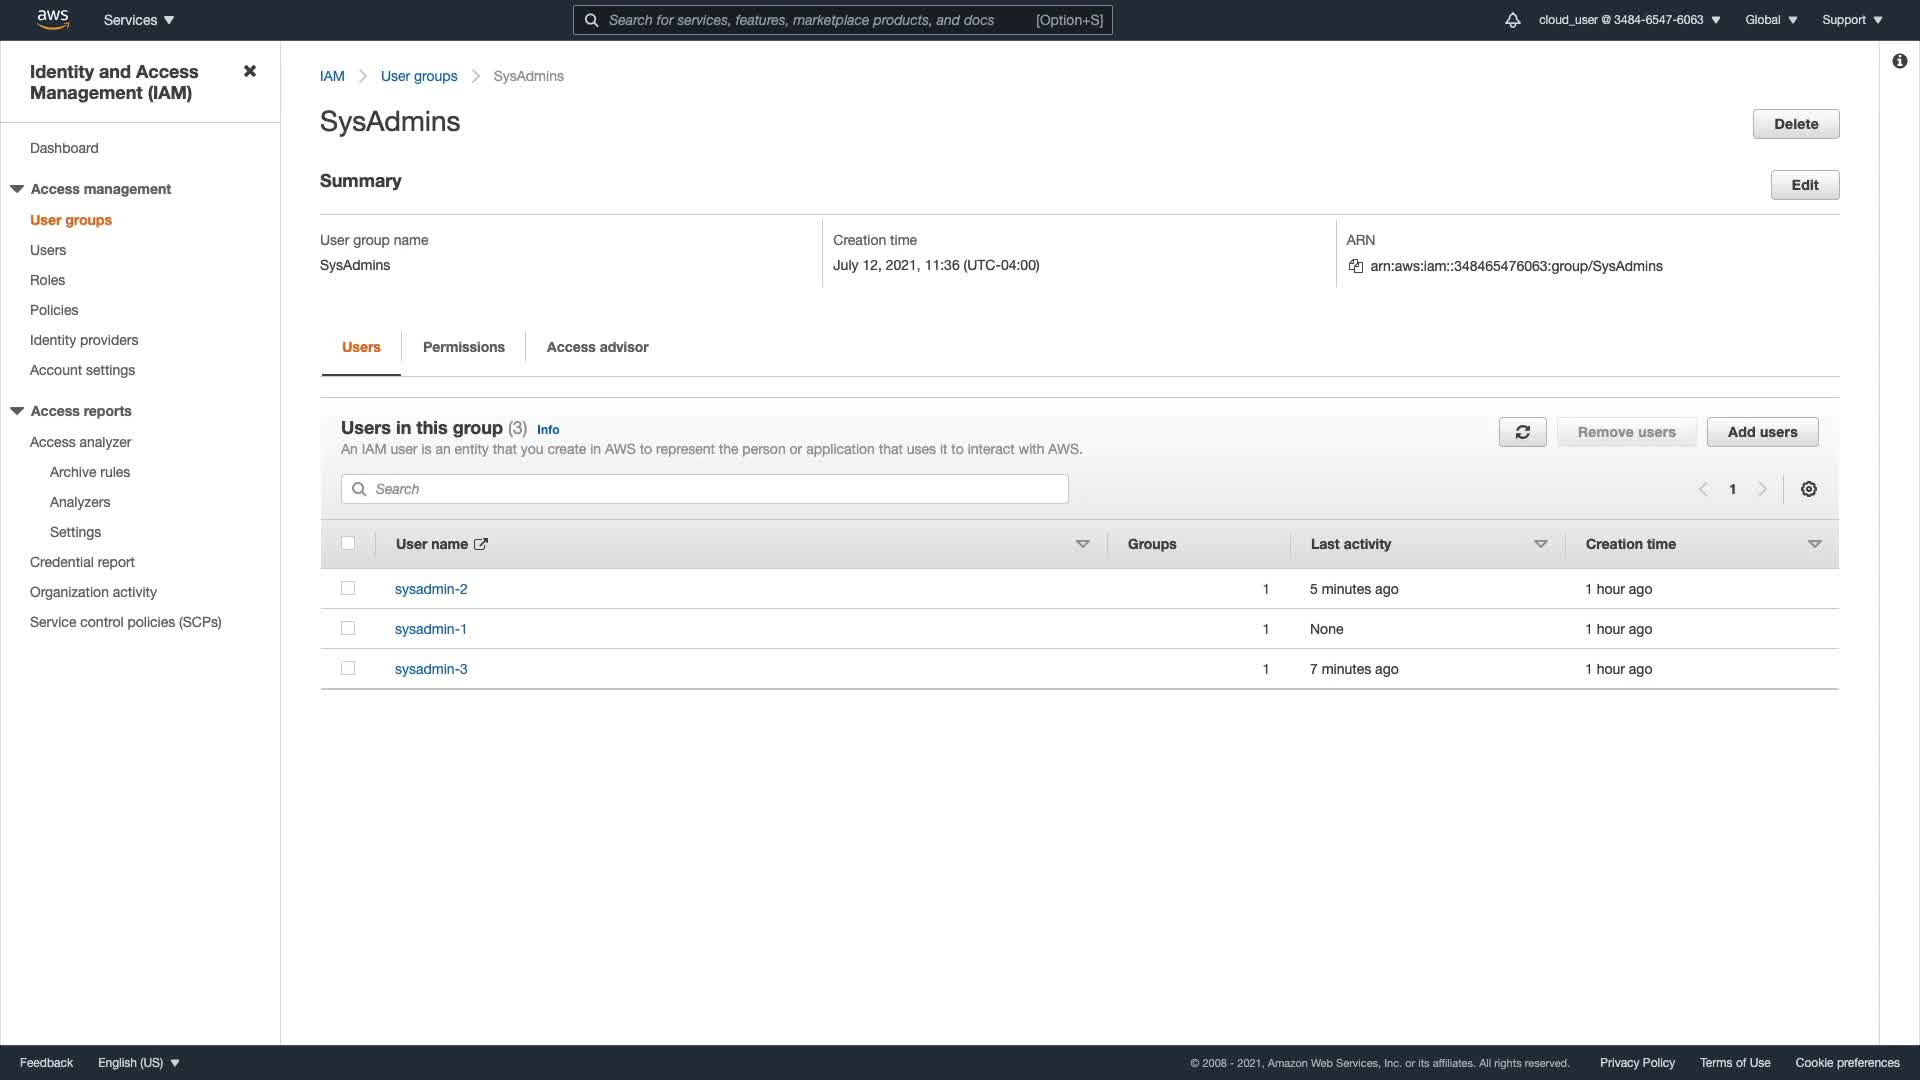 aws
Services
Search for services, features, marketplace products, and docs [Option+S]
cloud_user @ 3484-6547-6063
Global
Support
Identity and Access
Management (IAM)
Dashboard
Access management
User groups
Users
Roles
Policies
Identity providers
Account settings
Access reports
Access analyzer
Archive rules
Analyzers
Settings
Credential report
Organization activity
Service control policies (SCPs)
IAM User groups SysAdmins
SysAdmins
Delete
Summary
Edit
User group name
SysAdmins
Creation time
July 12, 2021, 11:36 (UTC-04:00)
ARN
arn:aws:iam::348465476063:group/SysAdmins
Users Permissions Access advisor
Users in this group (3) Info
An IAM user is an entity that you create in AWS to represent the person or application that uses it to interact with AWS.
Remove users
Add users
Search
1
User name Groups Last activity Creation time
sysadmin-2 1 5 minutes ago 1 hour ago
sysadmin-1 1 None 1 hour ago
sysadmin-3 1 7 minutes ago 1 hour ago
Feedback English (US) © 2008 - 2021, Amazon Web Services, Inc. or its affiliates. All rights reserved. Privacy Policy Terms of Use Cookie preferences